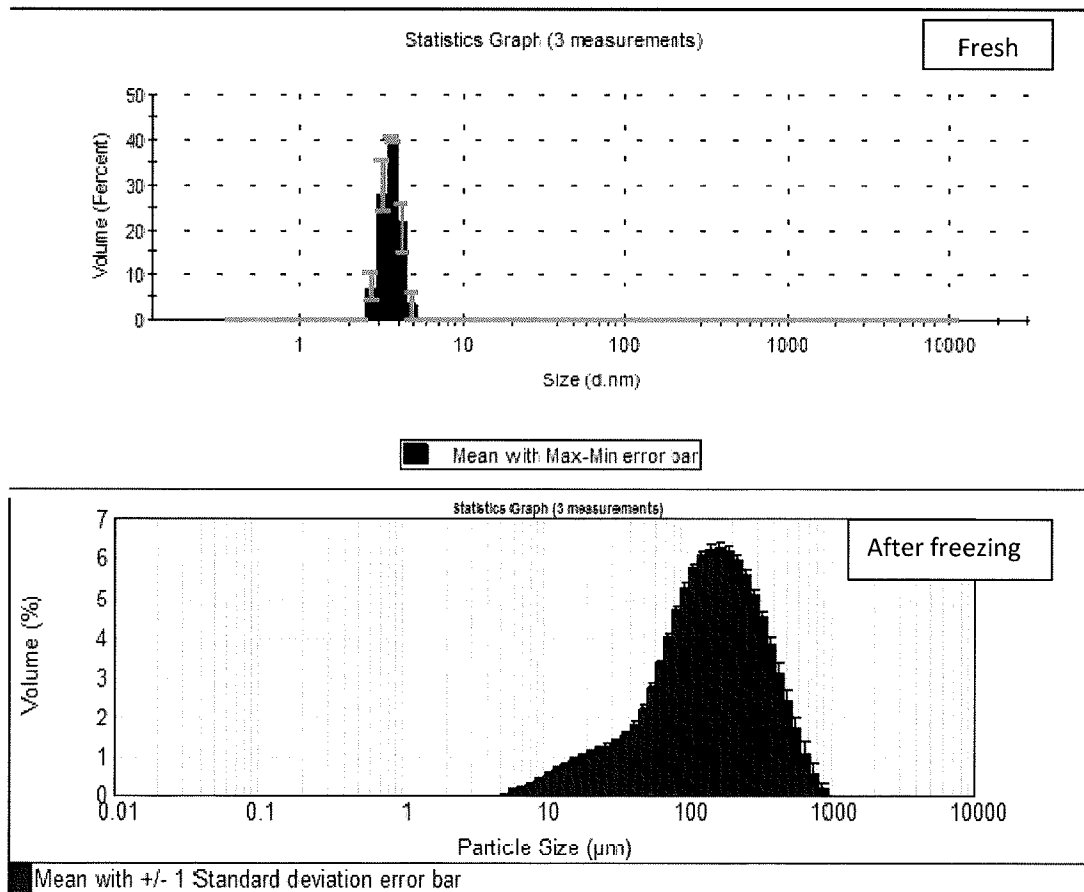 Statistics Graph (3 measurements)
Fresh
50
40
30
20
10
0
Volume (Percent)
1 10 100 1000 10000
Size (d.nm)
Mean with Max-Min error bar
Statistics Graph (3 measurements)
After freezing
7
6
5
4
3
2
1
0
Volume (%)
0.01 0.1 1 10 100 1000 10000
Particle Size (µm)
Mean with +/- 1 Standard deviation error bar